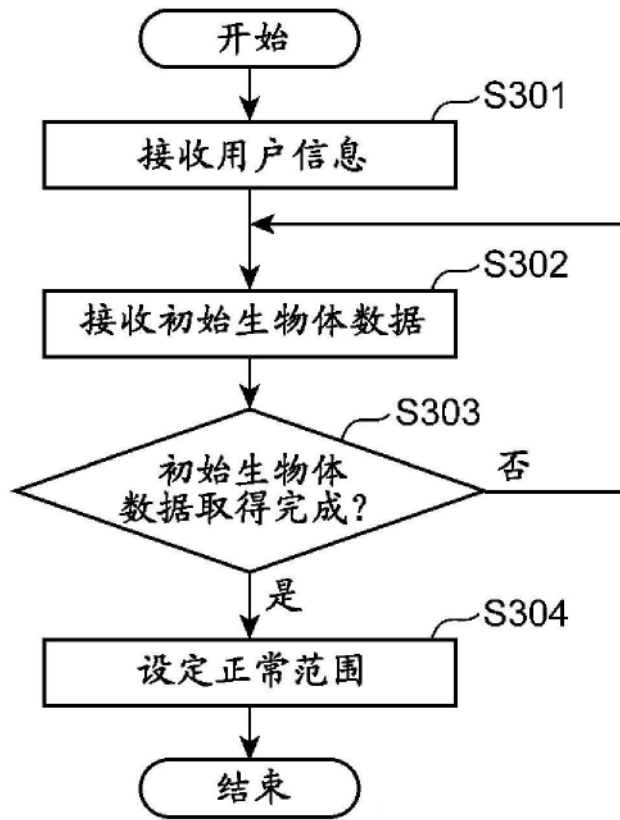 开始
S301
接收用户信息
S302
接收初始生物体数据
S303
初始生物体
数据取得完成?
否
是
S304
设定正常范围
结束